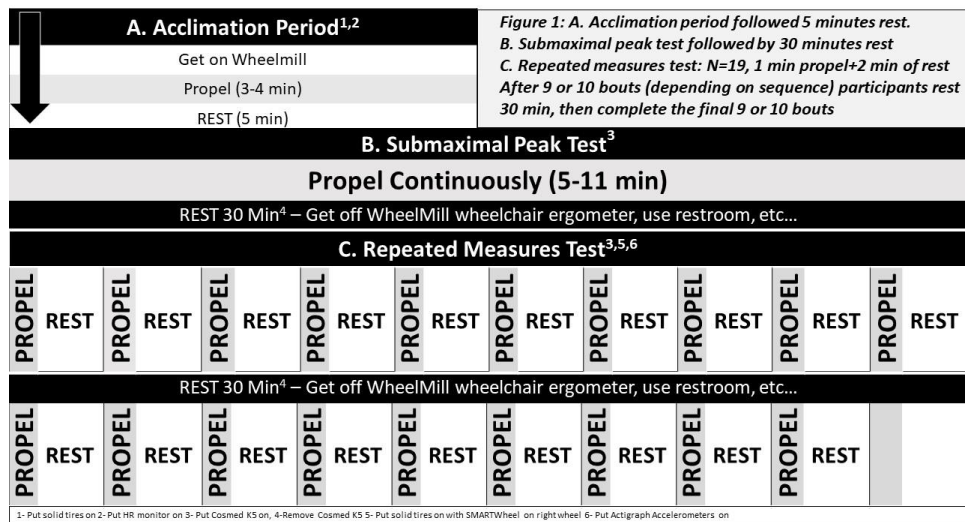 A. Acclimation Period1,2
Get on Wheelmill
Propel (3-4 min)
REST (5 min)
Figure 1: A. Acclimation period followed 5 minutes rest.
B. Submaximal peak test followed by 30 minutes rest
C. Repeated measures test: N=19, 1 min propel+2 min of rest
After 9 or 10 bouts (depending on sequence) participants rest
30 min, then complete the final 9 or 10 bouts
B. Submaximal Peak Test3
Propel Continuously (5-11 min)
REST 30 Min4 – Get off WheelMill wheelchair ergometer, use restroom, etc...
C. Repeated Measures Test3,5,6
PROPEL REST PROPEL REST PROPEL REST PROPEL REST PROPEL REST PROPEL REST PROPEL REST PROPEL REST PROPEL REST PROPEL REST
REST 30 Min4 – Get off WheelMill wheelchair ergometer, use restroom, etc...
PROPEL REST PROPEL REST PROPEL REST PROPEL REST PROPEL REST PROPEL REST PROPEL REST PROPEL REST PROPEL REST
1- Put solid tires on 2- Put HR monitor on 3- Put Cosmed K5 on, 4-Remove Cosmed K5 5- Put solid tires on with SMARTWheel on right wheel 6- Put Actigraph Accelerometers on